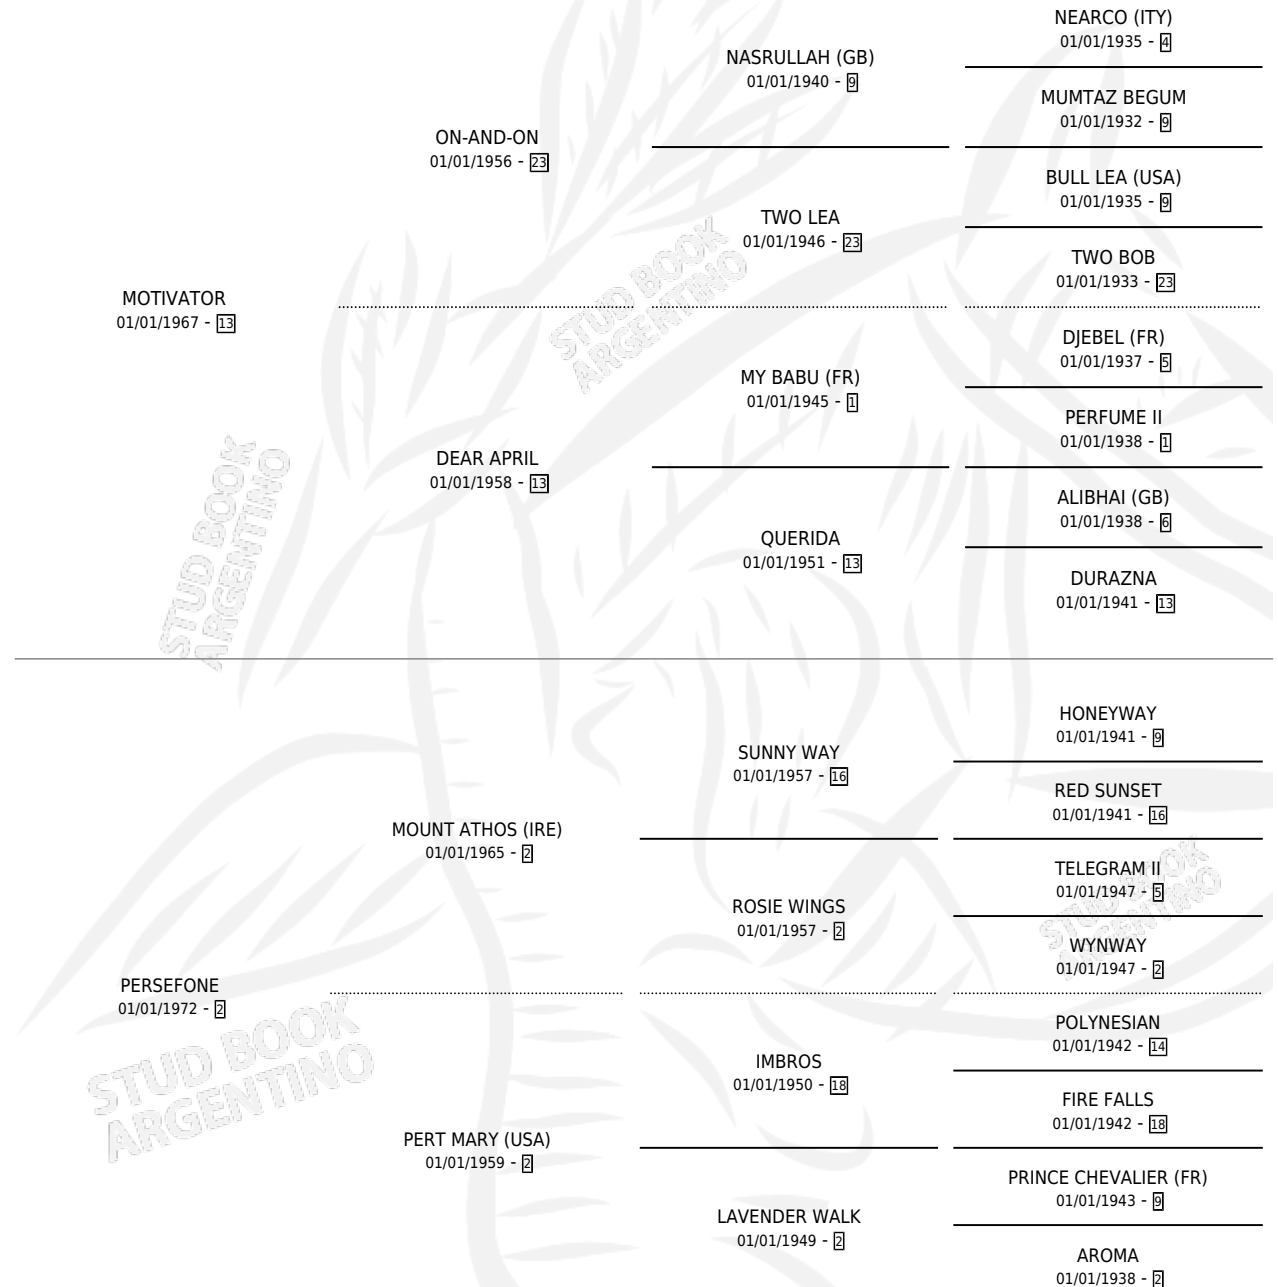 NEARCO (ITY)
01/01/1935 - 4
NASRULLAH (GB)
01/01/1940 - 9
MUMTAZ BEGUM
01/01/1932 - 9
ON-AND-ON
01/01/1956 - 23
BULL LEA (USA)
01/01/1935 - 9
TWO LEA
01/01/1946 - 23
TWO BOB
01/01/1933 - 23
MOTIVATOR
01/01/1967 - 13
DJEBEL (FR)
01/01/1937 - 5
MY BABU (FR)
01/01/1945 - 1
PERFUME II
01/01/1938 - 1
DEAR APRIL
01/01/1958 - 13
ALIBHAI (GB)
01/01/1938 - 6
QUERIDA
01/01/1951 - 13
DURAZNA
01/01/1941 - 13
HONEYWAY
01/01/1941 - 9
SUNNY WAY
01/01/1957 - 16
RED SUNSET
01/01/1941 - 16
MOUNT ATHOS (IRE)
01/01/1965 - 2
TELEGRAM II
01/01/1947 - 5
ROSIE WINGS
01/01/1957 - 2
WYNWAY
01/01/1947 - 2
PERSEFONE
01/01/1972 - 2
POLYNESIAN
01/01/1942 - 14
IMBROS
01/01/1950 - 18
FIRE FALLS
01/01/1942 - 18
PERT MARY (USA)
01/01/1959 - 2
PRINCE CHEVALIER (FR)
01/01/1943 - 9
LAVENDER WALK
01/01/1949 - 2
AROMA
01/01/1938 - 2
STUD BOOK
ARGENTINO
STUD BOOK
ARGENTINO
STUD BOOK
ARGENTINO
STUD BOOK
ARGENTINO